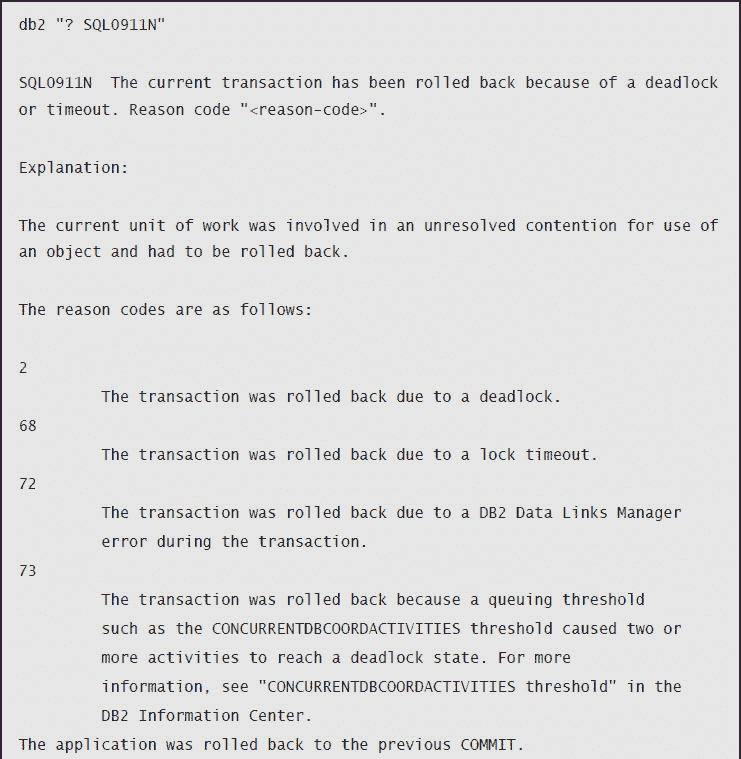 db2 "? SQL0911N"
SQL0911N  The current transaction has been rolled back because of a deadlock
or timeout. Reason code "<reason-code>".
Explanation:
The current unit of work was involved in an unresolved contention for use of
an object and had to be rolled back.
The reason codes are as follows:
2
The transaction was rolled back due to a deadlock.
68
The transaction was rolled back due to a lock timeout.
72
The transaction was rolled back due to a DB2 Data Links Manager
error during the transaction.
73
The transaction was rolled back because a queuing threshold
such as the CONCURRENTDBCOORDACTIVITIES threshold caused two or
more activities to reach a deadlock state. For more
information, see "CONCURRENTDBCOORDACTIVITIES threshold" in the
DB2 Information Center.
The application was rolled back to the previous COMMIT.